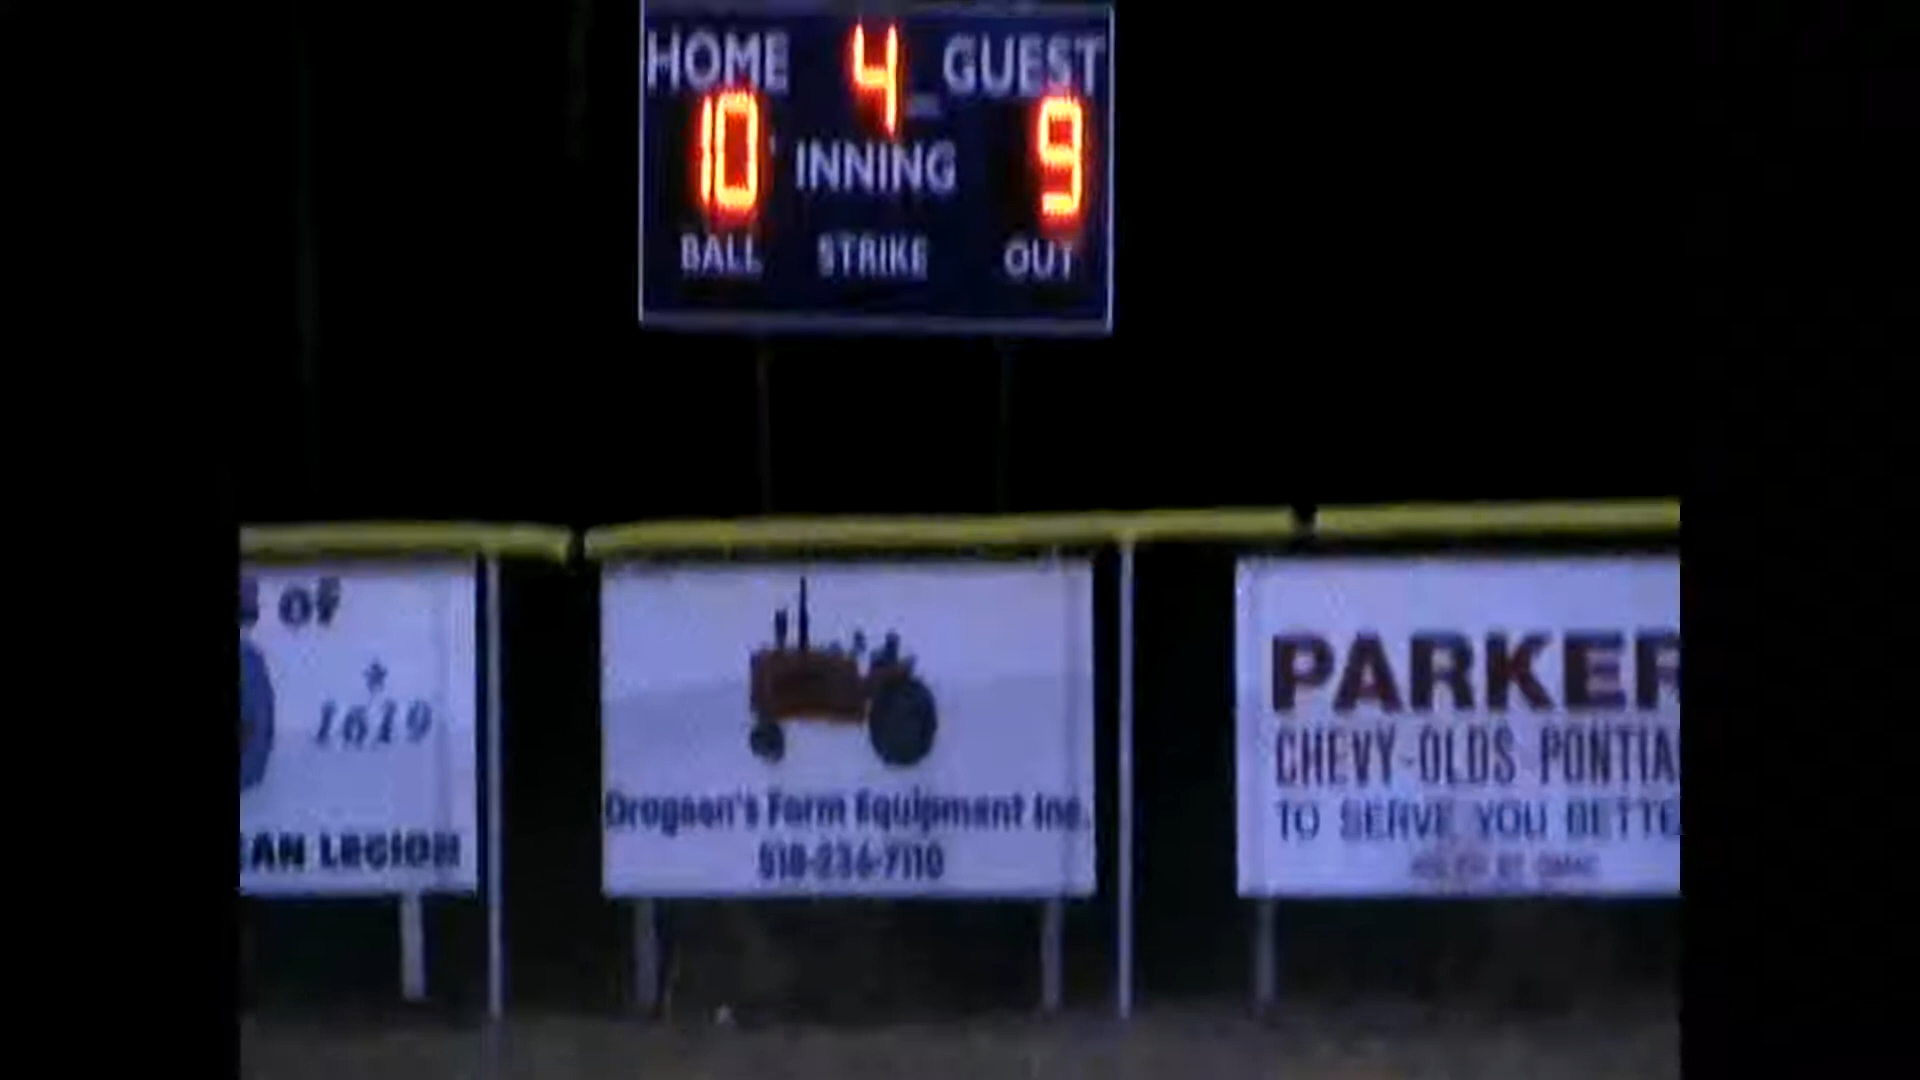 HOME 4 GUEST
10 INNING 9
BALL STRIKE OUT
of
1619
AN LEGION
Dragoon's Farm Equipment Inc.
518-236-7110
PARKER
CHEVY-OLDS PONTIA
TO SERVE YOU BETTE